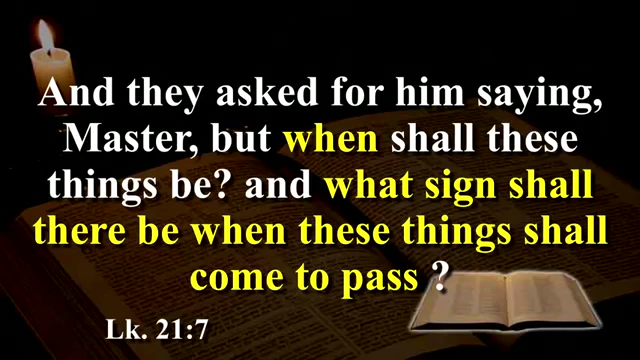 And they asked for him saying,
Master, but when shall these
things be? and what sign shall
there be when these things shall
come to pass ?
Lk. 21:7